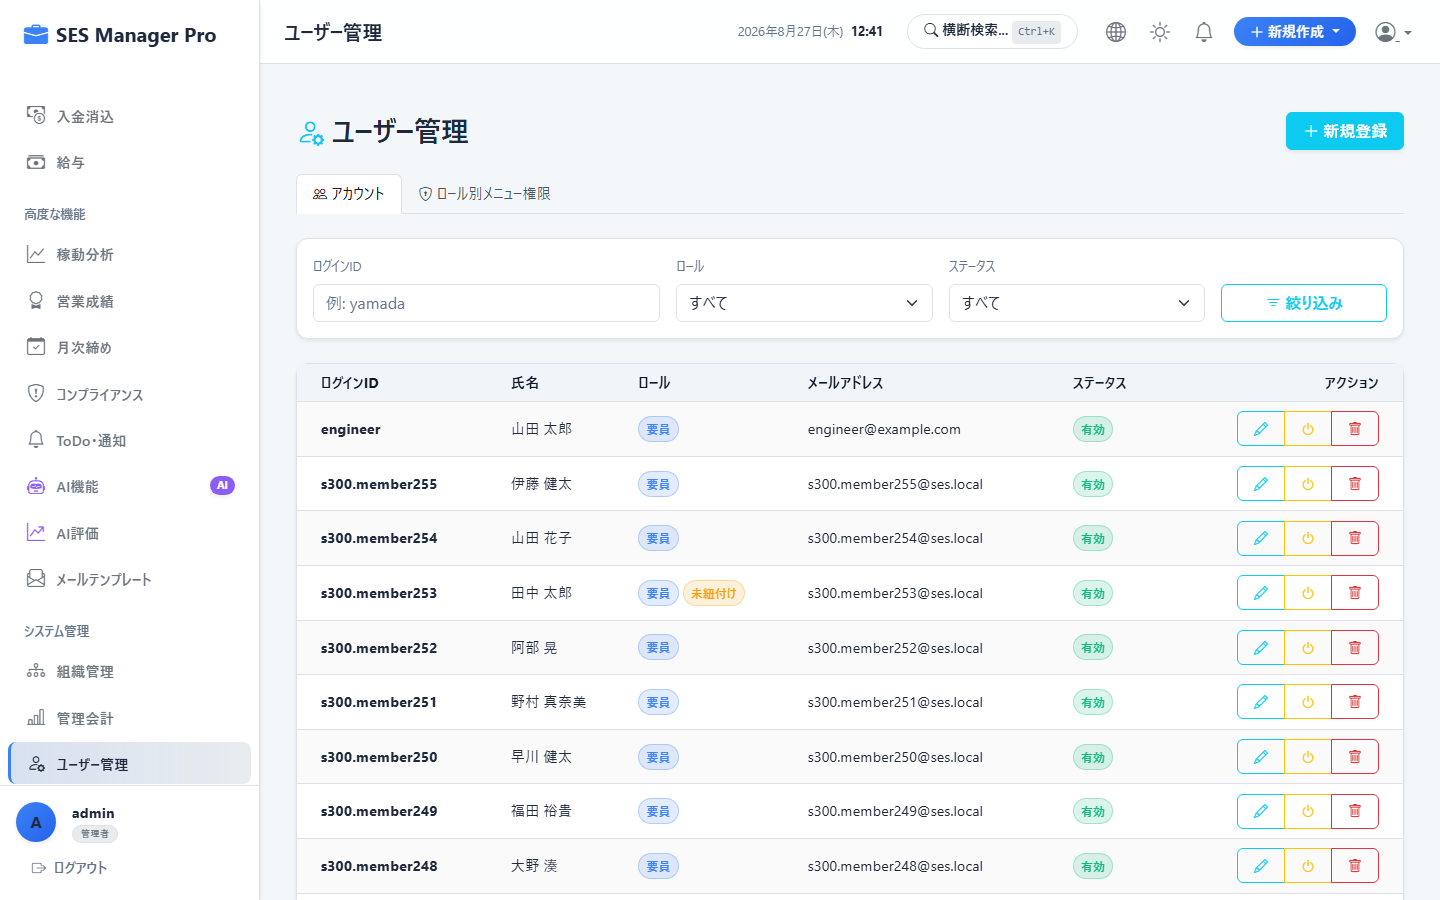 SES Manager Pro
入金消込
給与
高度な機能
稼動分析
営業成績
月次締め
コンプライアンス
ToDo・通知
AI機能
AI
AI評価
メールテンプレート
システム管理
組織管理
管理会計
ユーザー管理
A
admin
管理者
ログアウト
ユーザー管理
2026年8月27日(木) 12:41
横断検索... Ctrl+K
新規作成
ユーザー管理
新規登録
アカウント
ロール別メニュー権限
ログインID
ロール
ステータス
例: yamada
すべて
すべて
絞り込み
ログインID 氏名 ロール メールアドレス ステータス アクション
engineer 山田 太郎 要員 engineer@example.com 有効
s300.member255 伊藤 健太 要員 s300.member255@ses.local 有効
s300.member254 山田 花子 要員 s300.member254@ses.local 有効
s300.member253 田中 太郎 要員 未紐付け s300.member253@ses.local 有効
s300.member252 阿部 晃 要員 s300.member252@ses.local 有効
s300.member251 野村 真奈美 要員 s300.member251@ses.local 有効
s300.member250 早川 健太 要員 s300.member250@ses.local 有効
s300.member249 福田 裕貴 要員 s300.member249@ses.local 有効
s300.member248 大野 湊 要員 s300.member248@ses.local 有効